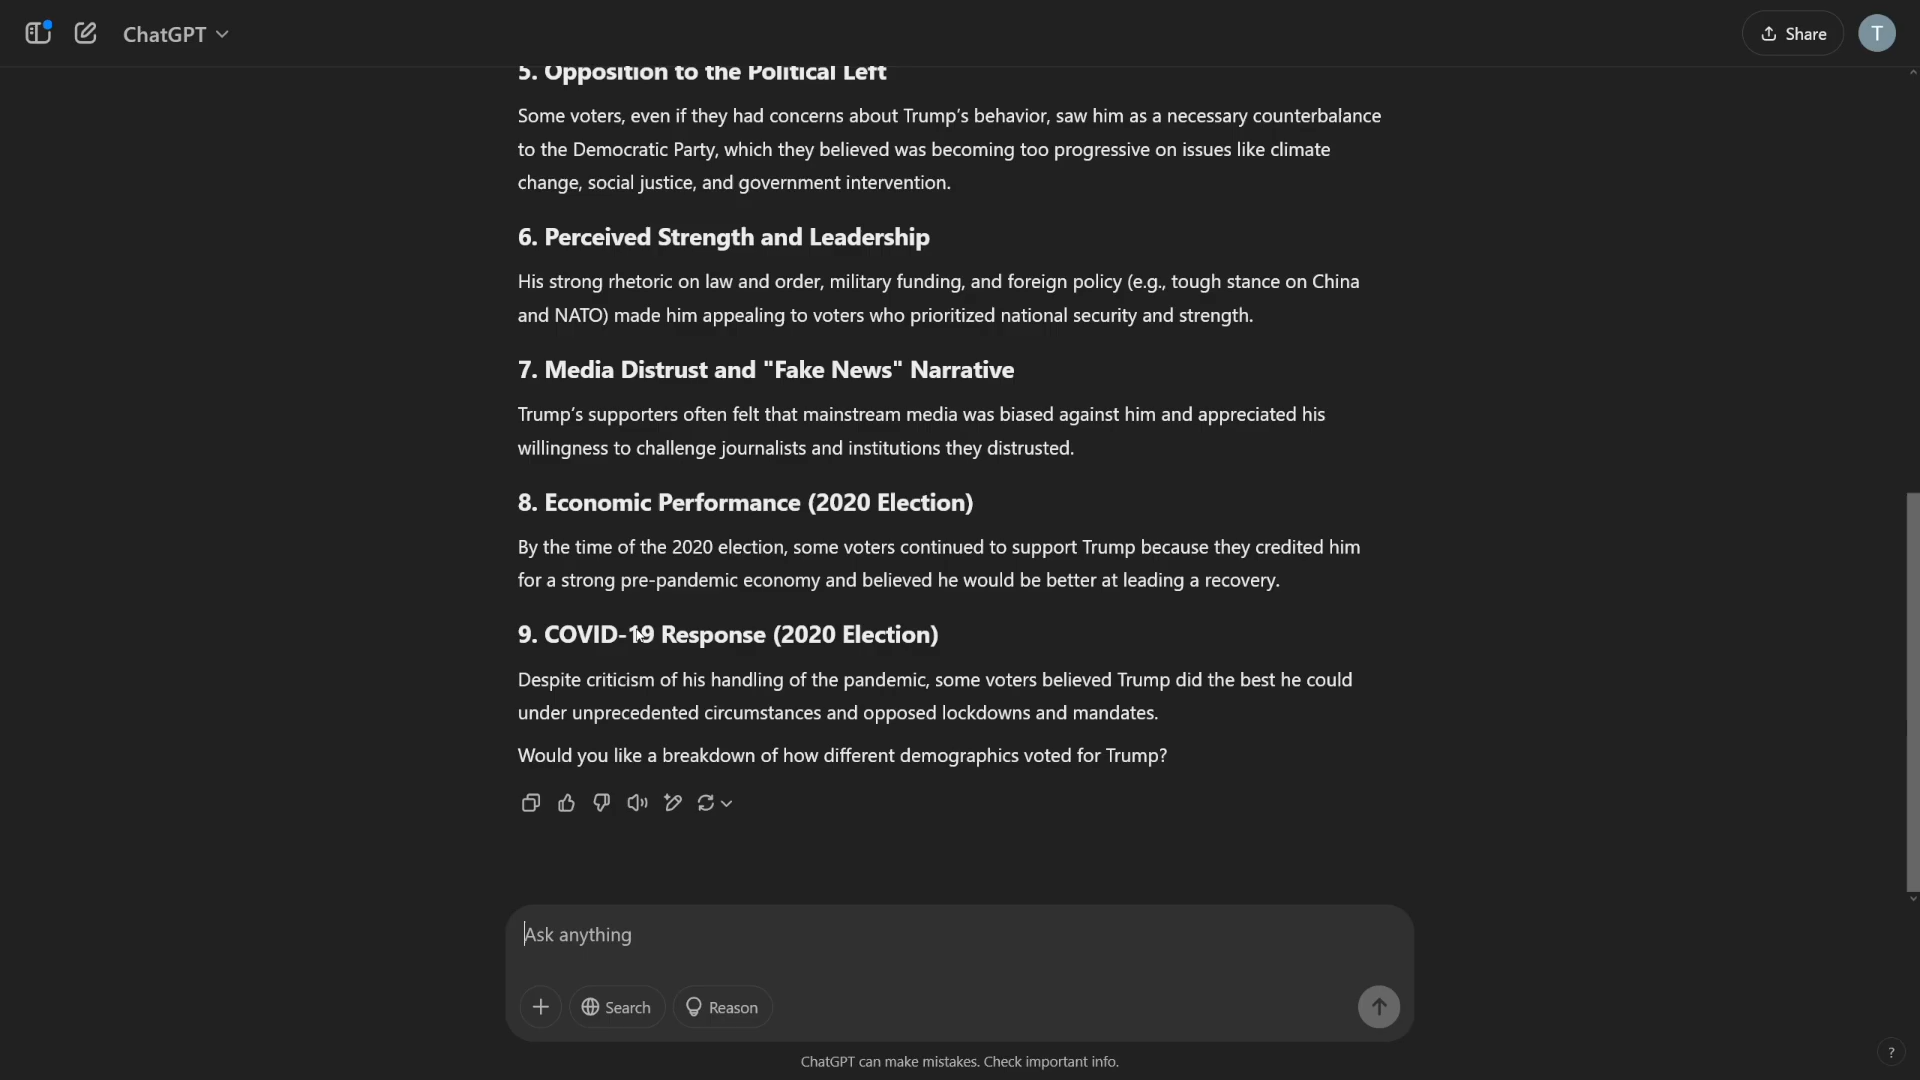 ChatGPT
Share
T
5. Opposition to the Political Left
Some voters, even if they had concerns about Trump’s behavior, saw him as a necessary counterbalance
to the Democratic Party, which they believed was becoming too progressive on issues like climate
change, social justice, and government intervention.
6. Perceived Strength and Leadership
His strong rhetoric on law and order, military funding, and foreign policy (e.g., tough stance on China
and NATO) made him appealing to voters who prioritized national security and strength.
7. Media Distrust and "Fake News" Narrative
Trump’s supporters often felt that mainstream media was biased against him and appreciated his
willingness to challenge journalists and institutions they distrusted.
8. Economic Performance (2020 Election)
By the time of the 2020 election, some voters continued to support Trump because they credited him
for a strong pre-pandemic economy and believed he would be better at leading a recovery.
9. COVID-19 Response (2020 Election)
Despite criticism of his handling of the pandemic, some voters believed Trump did the best he could
under unprecedented circumstances and opposed lockdowns and mandates.
Would you like a breakdown of how different demographics voted for Trump?
Ask anything
Search
Reason
ChatGPT can make mistakes. Check important info.
?